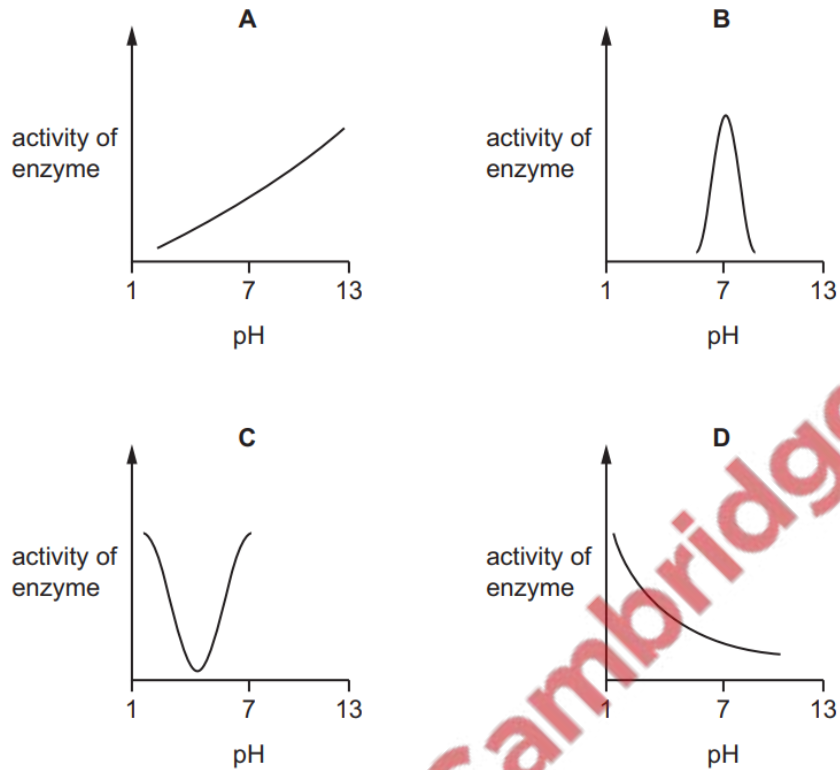 A
B
activity of
enzyme
activity of
enzyme
1 7 13
1 7 13
pH
pH
C
D
activity of
enzyme
activity of
enzyme
1 7 13
1 7 13
pH
pH
Cambridge